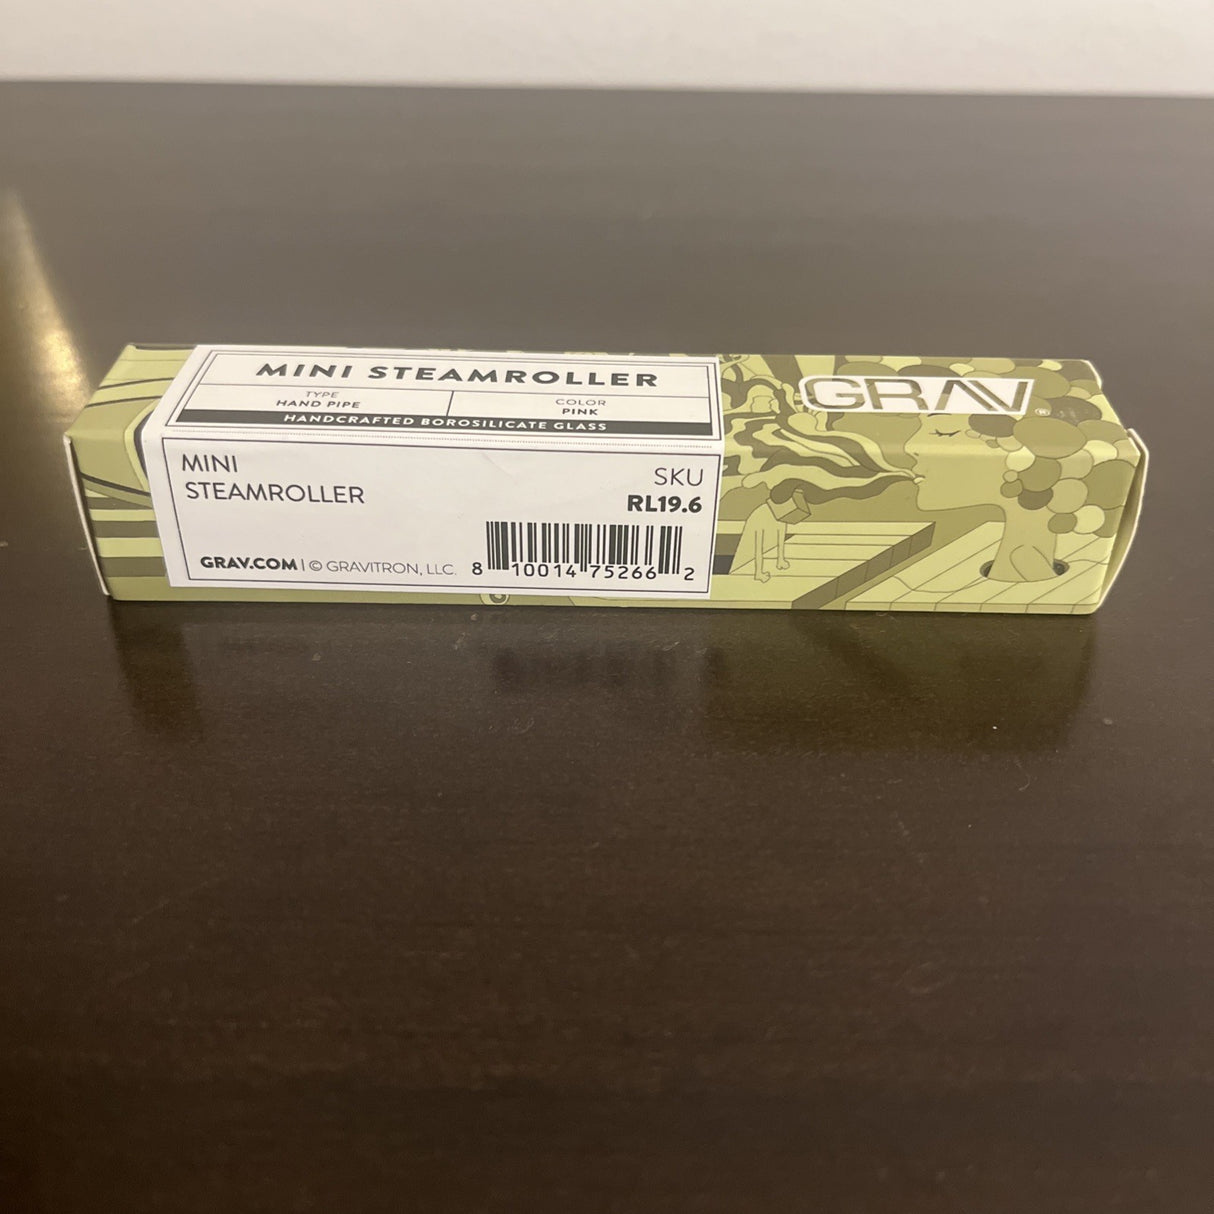 MINI STEAMROLLER
TYPE
HAND PIPE
COLOR
PINK
HANDCRAFTED BOROSILICATE GLASS
GRAV®
MINI
STEAMROLLER
SKU
RL19.6
GRAV.COM | © GRAVITRON, LLC.
8 10014 75266 2